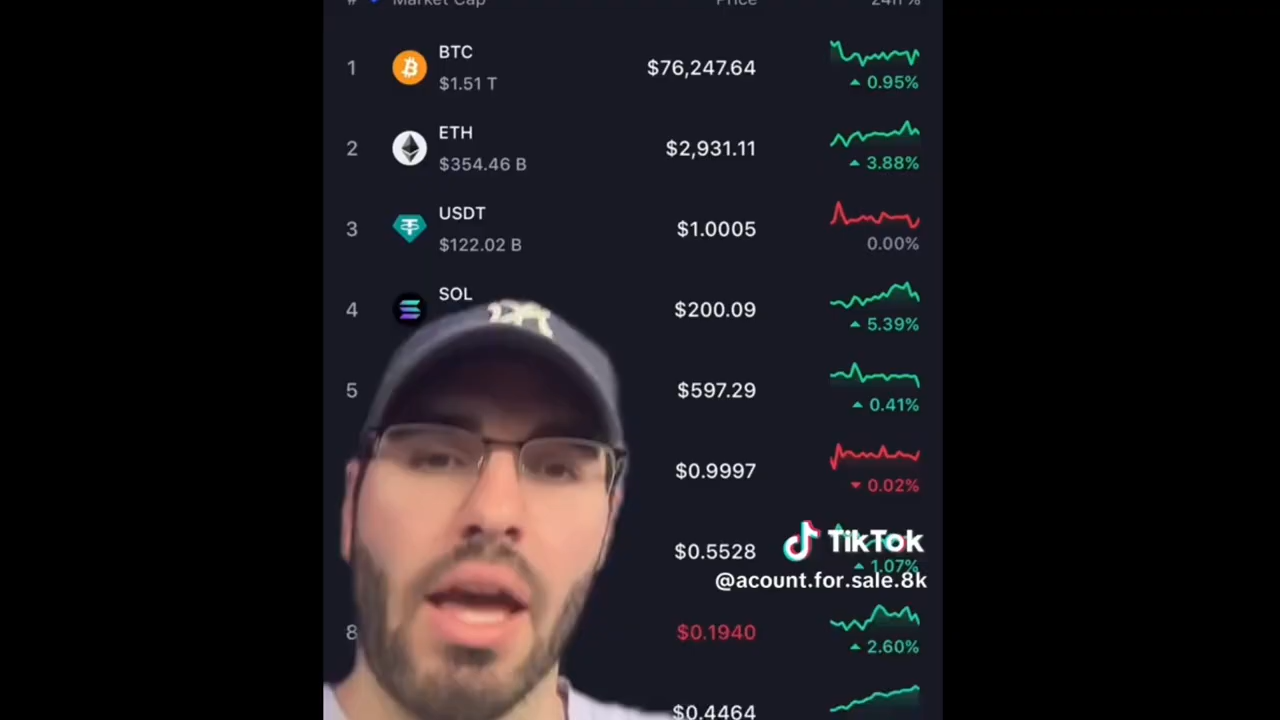 # Market Cap Price 24h %
1 BTC $76,247.64
$1.51 T 0.95%
2 ETH $2,931.11
$354.46 B 3.88%
3 USDT $1.0005
$122.02 B 0.00%
4 SOL $200.09
5.39%
5 $597.29
0.41%
$0.9997
0.02%
$0.5528
TikTok
1.07%
@acount.for.sale.8k
8 $0.1940
2.60%
$0.4464